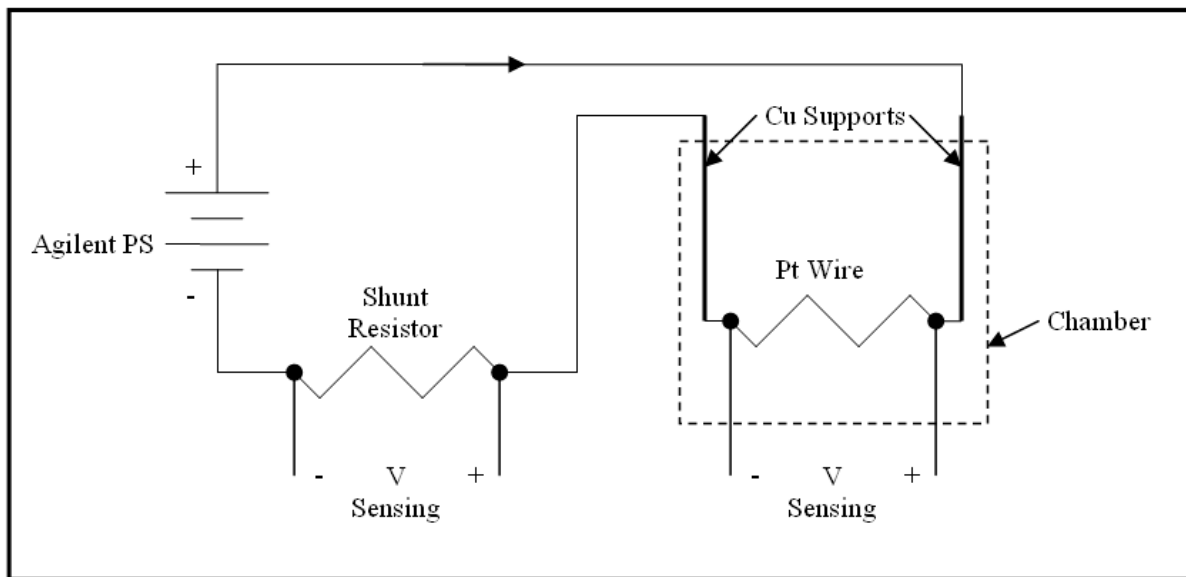 Cu Supports
+
Agilent PS
-
Shunt
Resistor
Pt Wire
Chamber
- V +
Sensing
- V +
Sensing